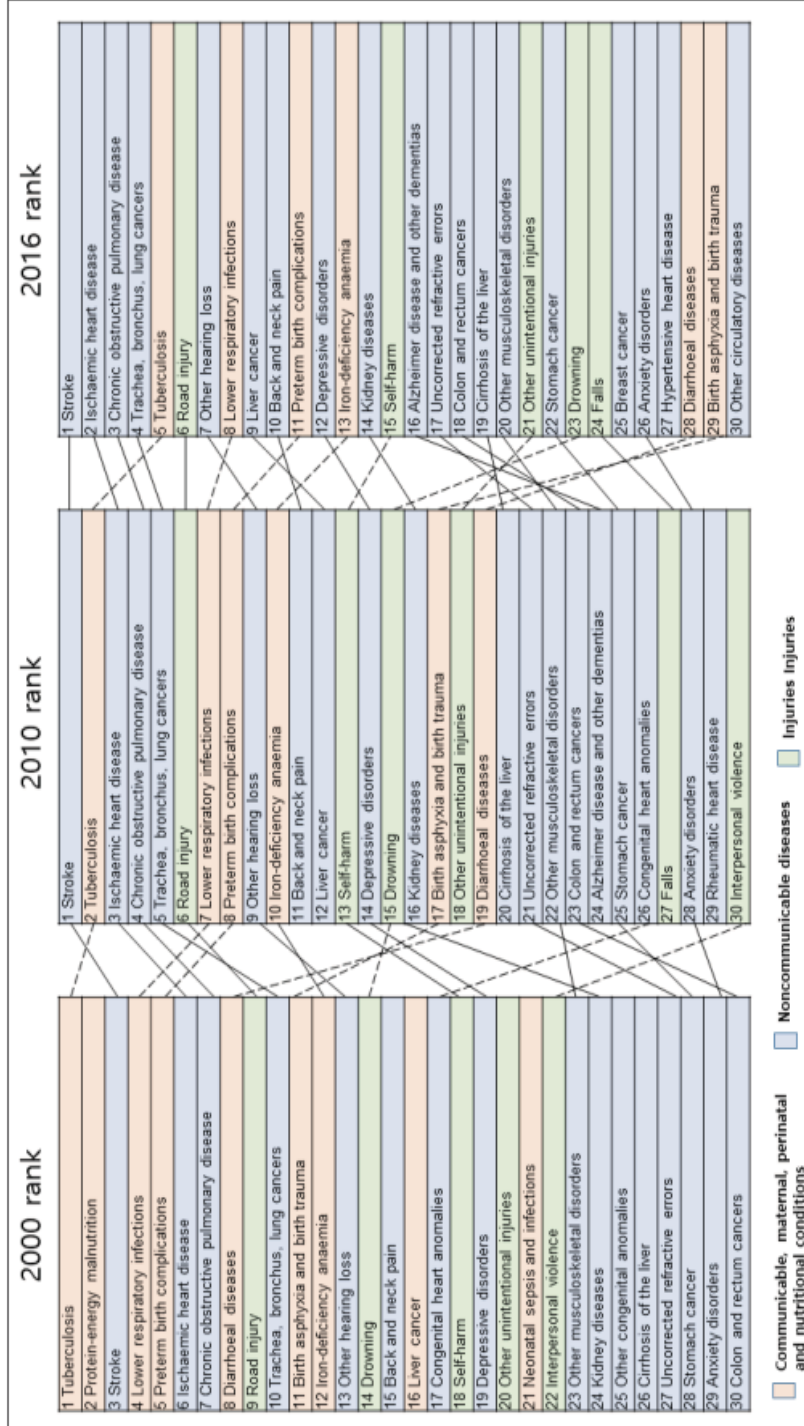 2000 rank
1 Tuberculosis
2 Protein-energy malnutrition
3 Stroke
4 Lower respiratory infections
5 Preterm birth complications
6 Ischaemic heart disease
7 Chronic obstructive pulmonary disease
8 Diarrhoeal diseases
9 Road injury
10 Trachea, bronchus, lung cancers
11 Birth asphyxia and birth trauma
12 Iron-deficiency anaemia
13 Other hearing loss
14 Drowning
15 Back and neck pain
16 Liver cancer
17 Congenital heart anomalies
18 Self-harm
19 Depressive disorders
20 Other unintentional injuries
21 Neonatal sepsis and infections
22 Interpersonal violence
23 Other musculoskeletal disorders
24 Kidney diseases
25 Other congenital anomalies
26 Cirrhosis of the liver
27 Uncorrected refractive errors
28 Stomach cancer
29 Anxiety disorders
30 Colon and rectum cancers
2010 rank
1 Stroke
2 Tuberculosis
3 Ischaemic heart disease
4 Chronic obstructive pulmonary disease
5 Trachea, bronchus, lung cancers
6 Road injury
7 Lower respiratory infections
8 Preterm birth complications
9 Other hearing loss
10 Iron-deficiency anaemia
11 Back and neck pain
12 Liver cancer
13 Self-harm
14 Depressive disorders
15 Drowning
16 Kidney diseases
17 Birth asphyxia and birth trauma
18 Other unintentional injuries
19 Diarrhoeal diseases
20 Cirrhosis of the liver
21 Uncorrected refractive errors
22 Other musculoskeletal disorders
23 Colon and rectum cancers
24 Alzheimer disease and other dementias
25 Stomach cancer
26 Congenital heart anomalies
27 Falls
28 Anxiety disorders
29 Rheumatic heart disease
30 Interpersonal violence
2016 rank
1 Stroke
2 Ischaemic heart disease
3 Chronic obstructive pulmonary disease
4 Trachea, bronchus, lung cancers
5 Tuberculosis
6 Road injury
7 Other hearing loss
8 Lower respiratory infections
9 Liver cancer
10 Back and neck pain
11 Preterm birth complications
12 Depressive disorders
13 Iron-deficiency anaemia
14 Kidney diseases
15 Self-harm
16 Alzheimer disease and other dementias
17 Uncorrected refractive errors
18 Colon and rectum cancers
19 Cirrhosis of the liver
20 Other musculoskeletal disorders
21 Other unintentional injuries
22 Stomach cancer
23 Drowning
24 Falls
25 Breast cancer
26 Anxiety disorders
27 Hypertensive heart disease
28 Diarrhoeal diseases
29 Birth asphyxia and birth trauma
30 Other circulatory diseases
Communicable, maternal, perinatal
and nutritional conditions
Noncommunicable diseases
Injuries Injuries